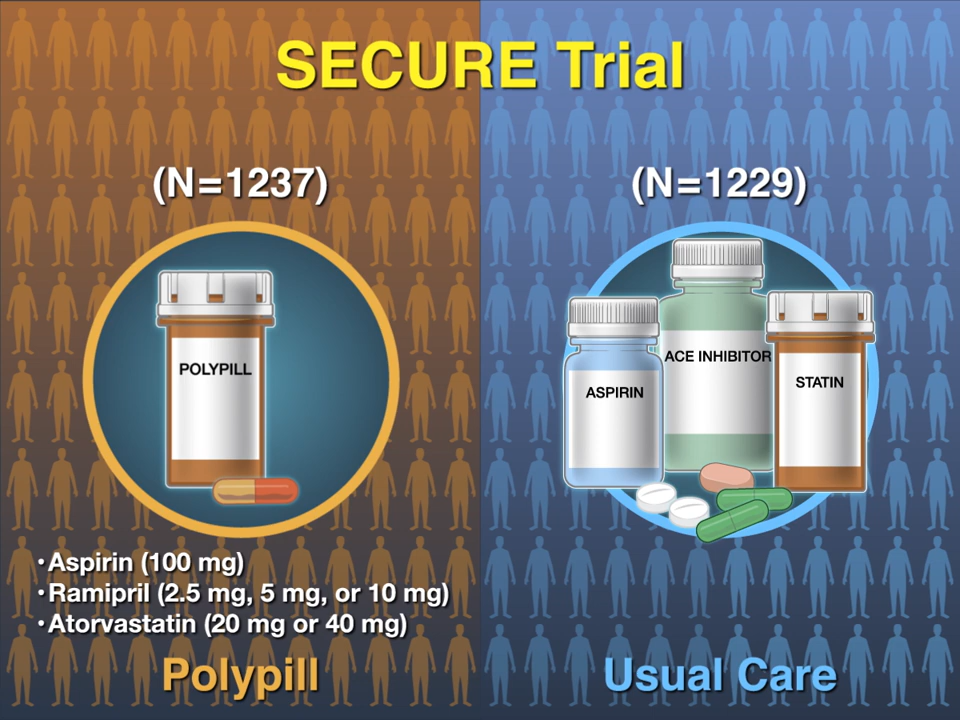 SECURE Trial
(N=1237)
(N=1229)
POLYPILL
ASPIRIN
ACE INHIBITOR
STATIN
•Aspirin (100 mg)
•Ramipril (2.5 mg, 5 mg, or 10 mg)
•Atorvastatin (20 mg or 40 mg)
Polypill
Usual Care